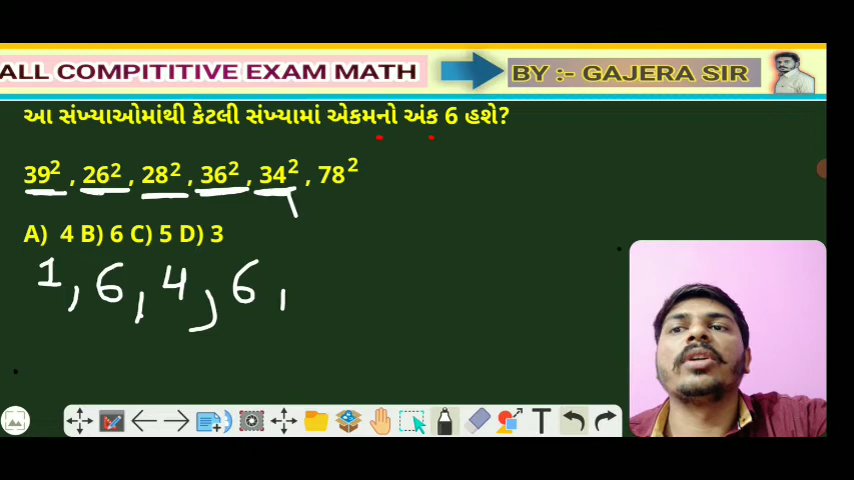 ALL COMPITITIVE EXAM MATH BY :- GAJERA SIR
આ સંખ્યાઓમાંથી કેટલી સંખ્યામાં એકમનો અંક 6 હશે?
39² , 26² , 28² , 36² , 34² , 78²
A) 4 B) 6 C) 5 D) 3
1 , 6 , 4 , 6 ,
T